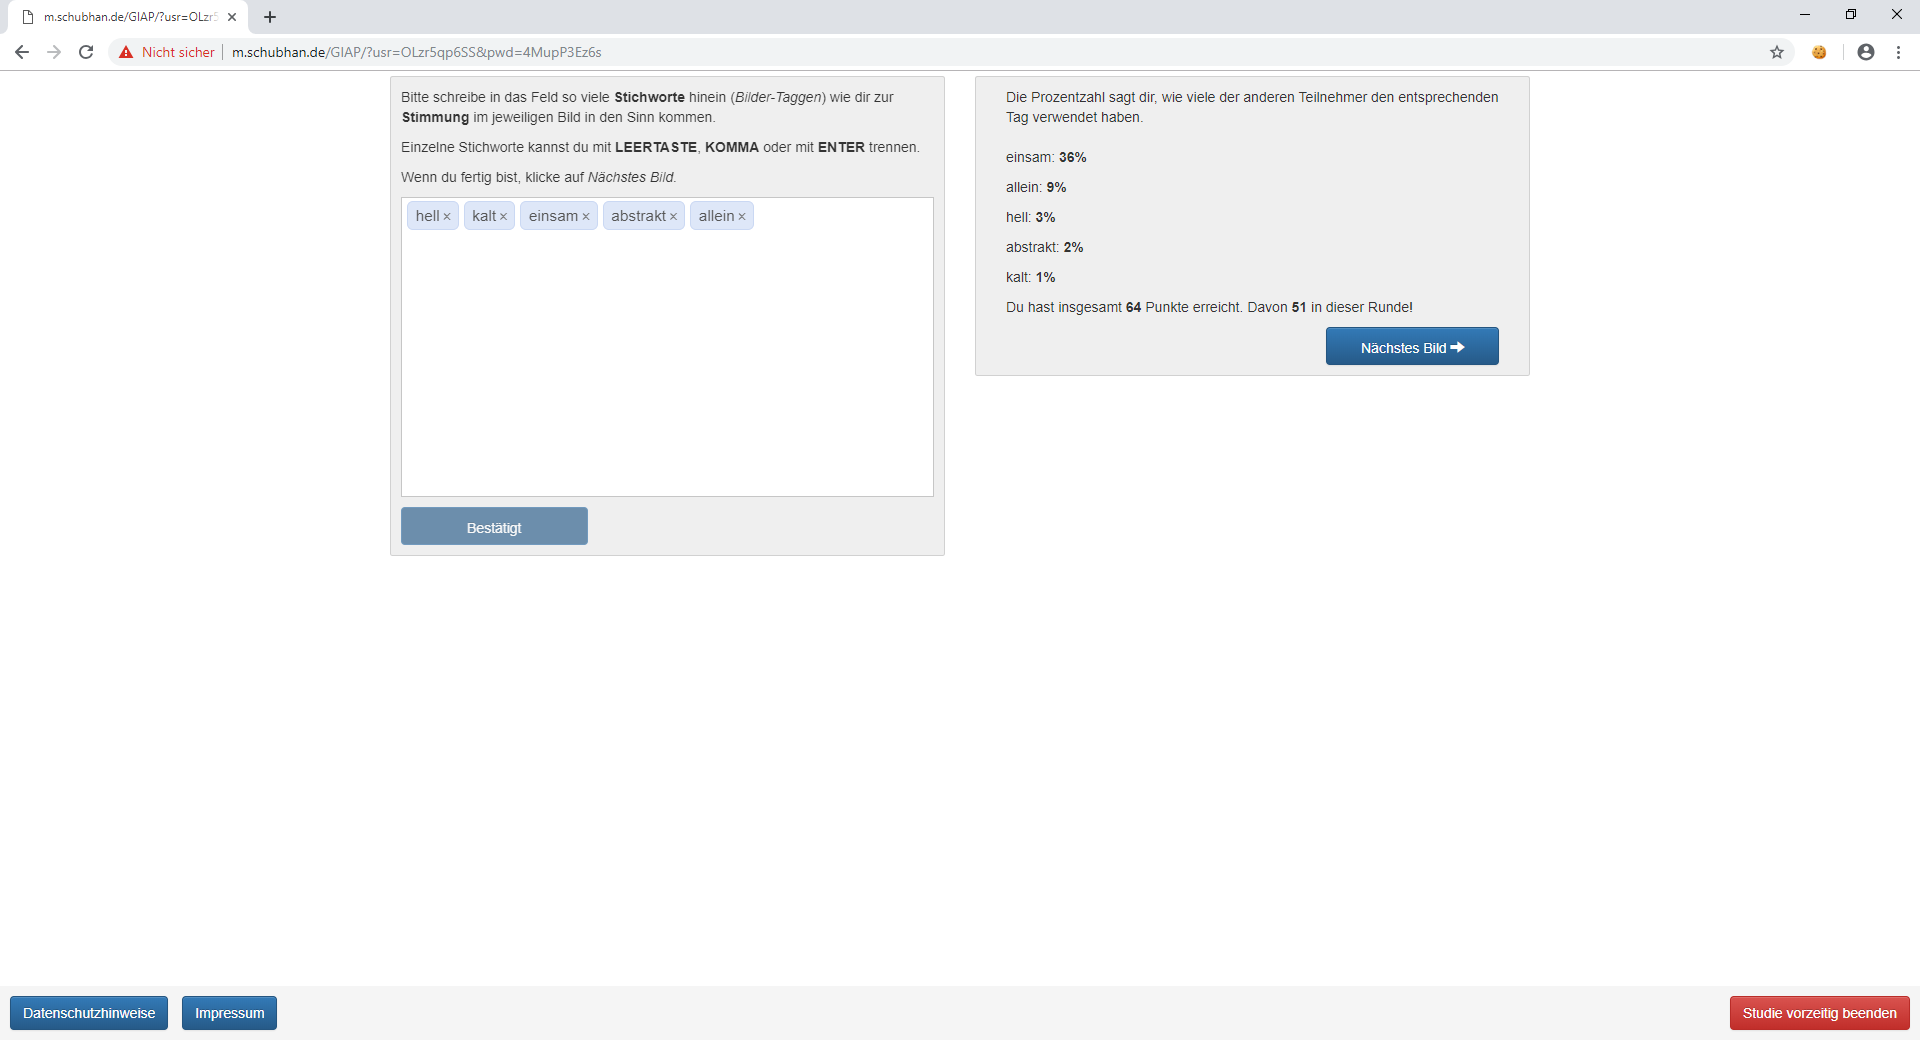 m.schubhan.de/GIAP/?usr=OLzr5
Nicht sicher
m.schubhan.de/GIAP/?usr=OLzr5qp6SS&pwd=4MupP3Ez6s
Bitte schreibe in das Feld so viele Stichworte hinein (Bilder-Taggen) wie dir zur
Stimmung im jeweiligen Bild in den Sinn kommen.
Einzelne Stichworte kannst du mit LEERTASTE, KOMMA oder mit ENTER trennen.
Wenn du fertig bist, klicke auf Nächstes Bild.
hell× kalt× einsam× abstrakt× allein×
Bestätigt
Die Prozentzahl sagt dir, wie viele der anderen Teilnehmer den entsprechenden
Tag verwendet haben.
einsam: 36%
allein: 9%
hell: 3%
abstrakt: 2%
kalt: 1%
Du hast insgesamt 64 Punkte erreicht. Davon 51 in dieser Runde!
Nächstes Bild
Datenschutzhinweise
Impressum
Studie vorzeitig beenden